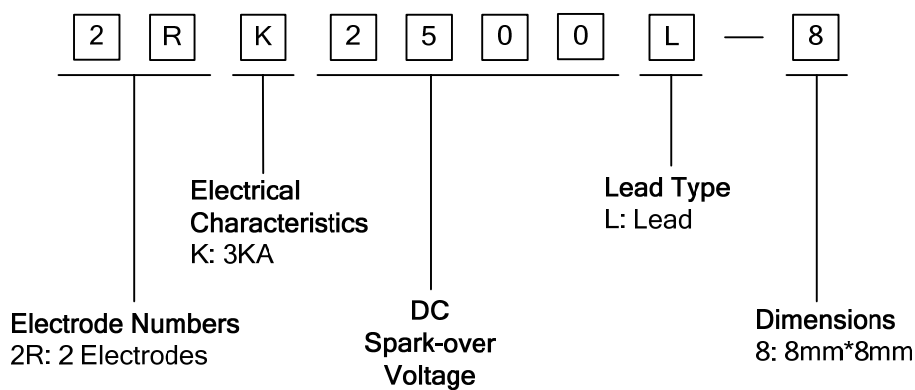 2 R K 2 5 0 0 L — 8
Electrical
Characteristics
K: 3KA
Lead Type
L: Lead
Electrode Numbers
2R: 2 Electrodes
DC
Spark-over
Voltage
Dimensions
8: 8mm*8mm